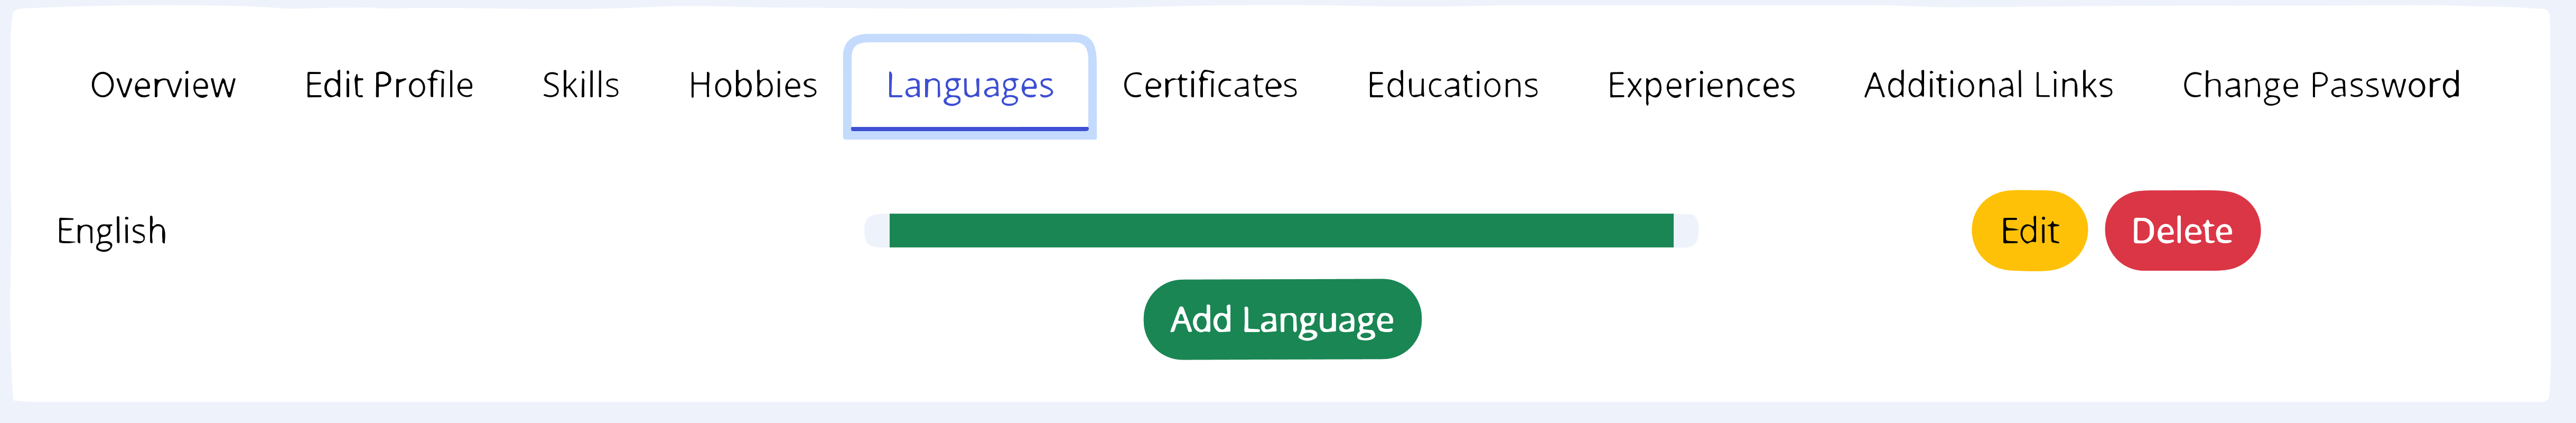 Overview Edit Profile Skills Hobbies Languages Certificates Educations Experiences Additional Links Change Password
English Edit Delete
Add Language